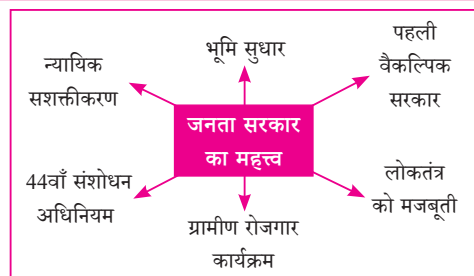 भूमि सुधार
पहली
वैकल्पिक
सरकार
न्यायिक
सशक्तीकरण
जनता सरकार
का महत्त्व
44वाँ संशोधन
अधिनियम
लोकतंत्र
को मजबूती
ग्रामीण रोजगार
कार्यक्रम